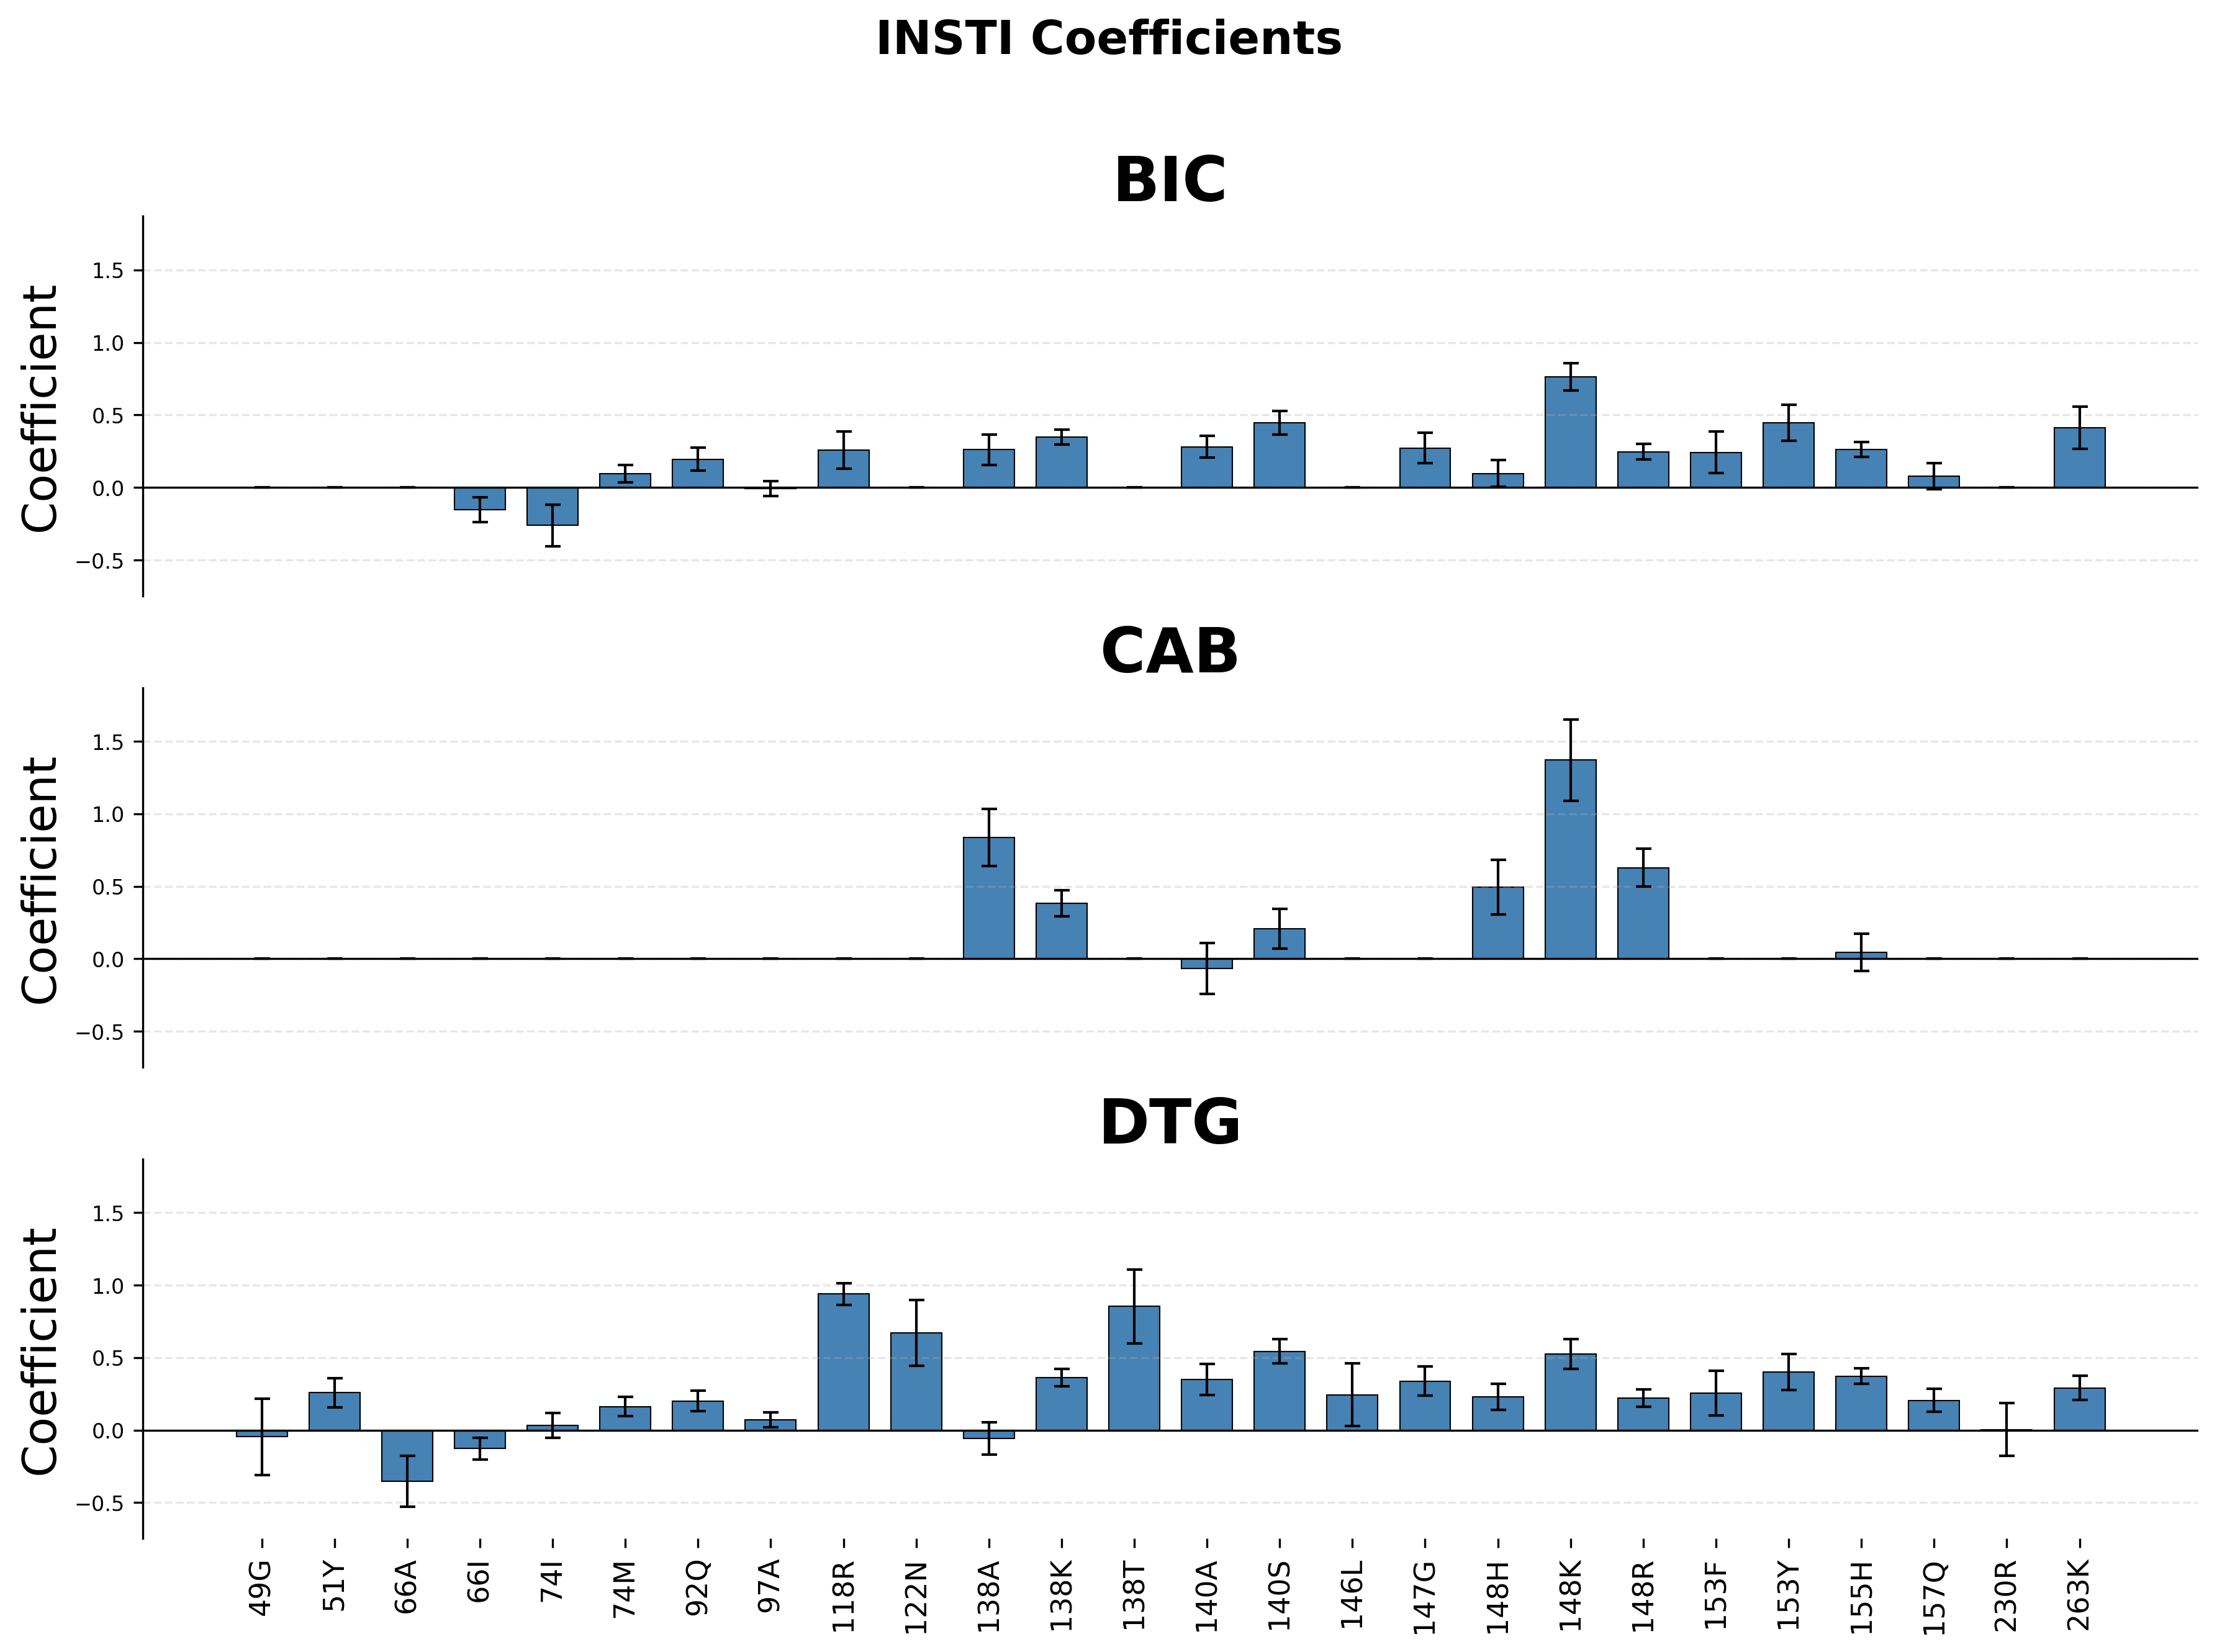 INSTI Coefficients
BIC
Coefficient
1.5
1.0
0.5
0.0
−0.5
CAB
Coefficient
1.5
1.0
0.5
0.0
−0.5
DTG
Coefficient
1.5
1.0
0.5
0.0
−0.5
49G 51Y 66A 66I 74I 74M 92Q 97A 118R 122N 138A 138K 138T 140A 140S 146L 147G 148H 148K 148R 153F 153Y 155H 157Q 230R 263K